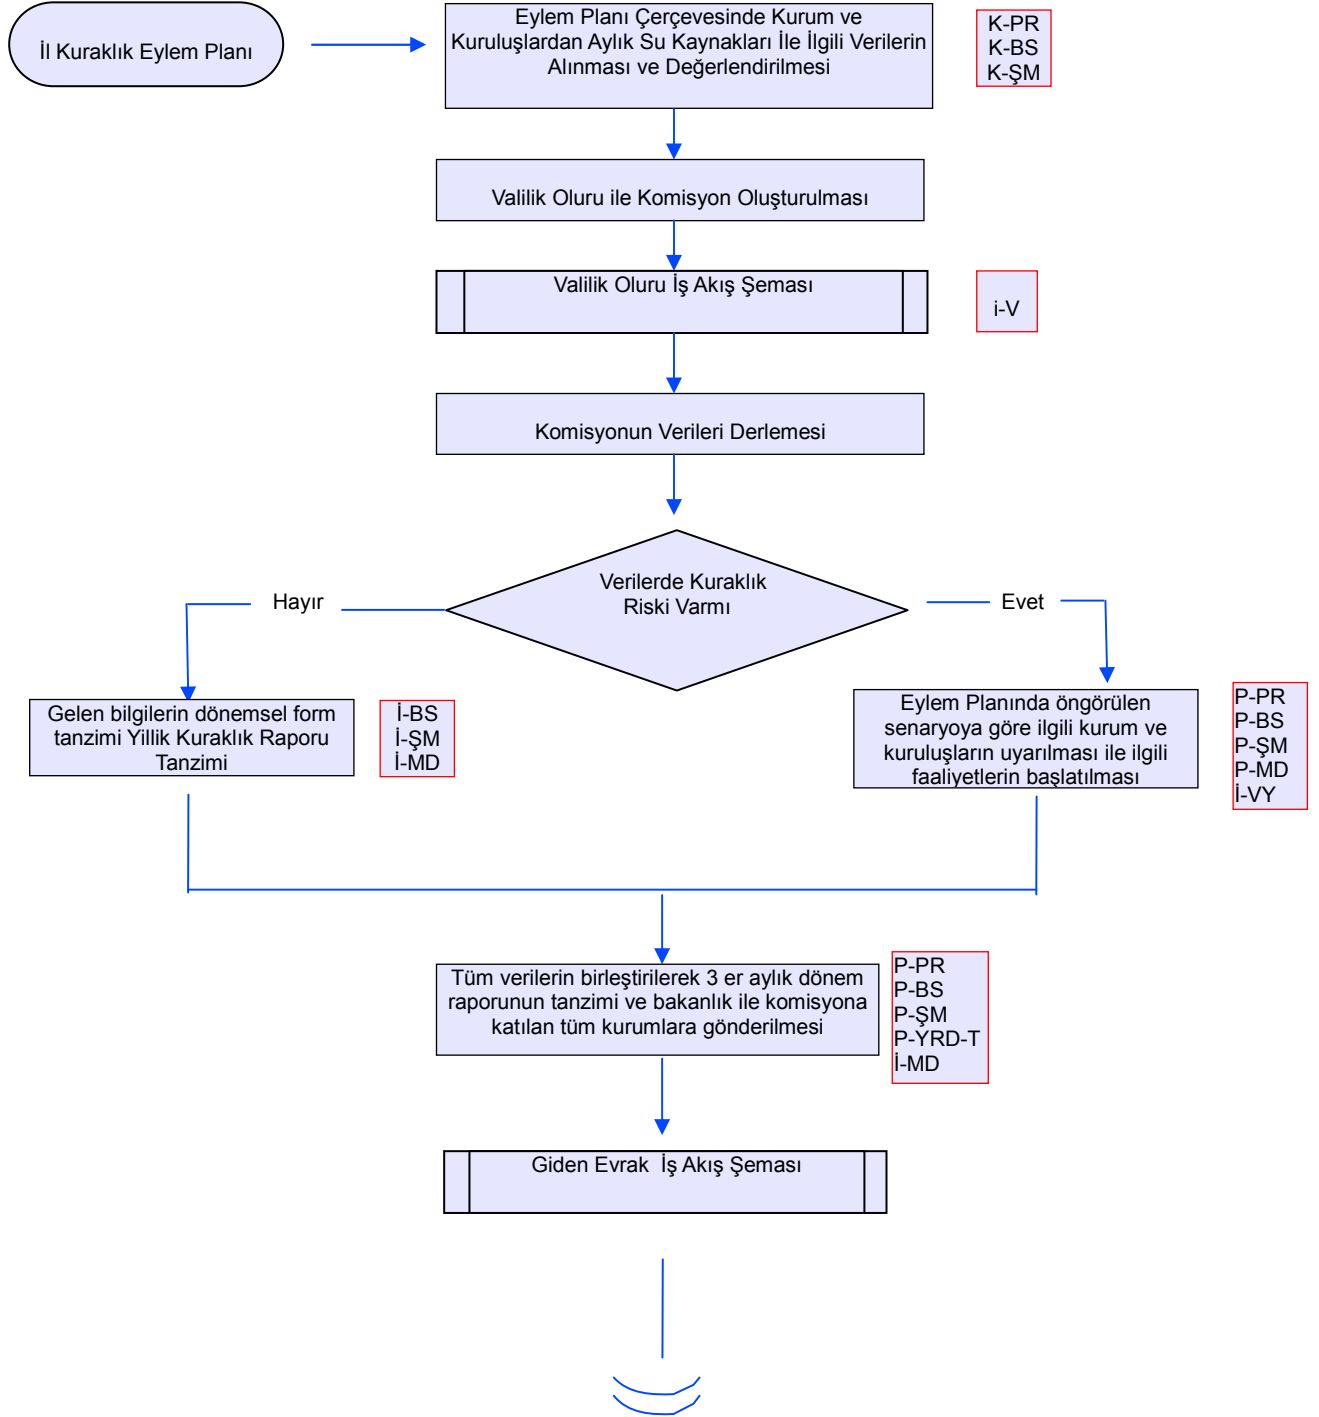 İl Kuraklık Eylem Planı
Eylem Planı Çerçevesinde Kurum ve
Kuruluşlardan Aylık Su Kaynakları İle İlgili Verilerin
Alınması ve Değerlendirilmesi
K-PR
K-BS
K-ŞM
Valilik Oluru ile Komisyon Oluşturulması
Valilik Oluru İş Akış Şeması
i-V
Komisyonun Verileri Derlemesi
Verilerde Kuraklık
Riski Varmı
Hayır
Evet
Gelen bilgilerin dönemsel form
tanzimi Yillik Kuraklık Raporu
Tanzimi
İ-BS
İ-ŞM
İ-MD
Eylem Planında öngörülen
senaryoya göre ilgili kurum ve
kuruluşların uyarılması ile ilgili
faaliyetlerin başlatılması
P-PR
P-BS
P-ŞM
P-MD
İ-VY
Tüm verilerin birleştirilerek 3 er aylık dönem
raporunun tanzimi ve bakanlık ile komisyona
katılan tüm kurumlara gönderilmesi
P-PR
P-BS
P-ŞM
P-YRD-T
İ-MD
Giden Evrak  İş Akış Şeması